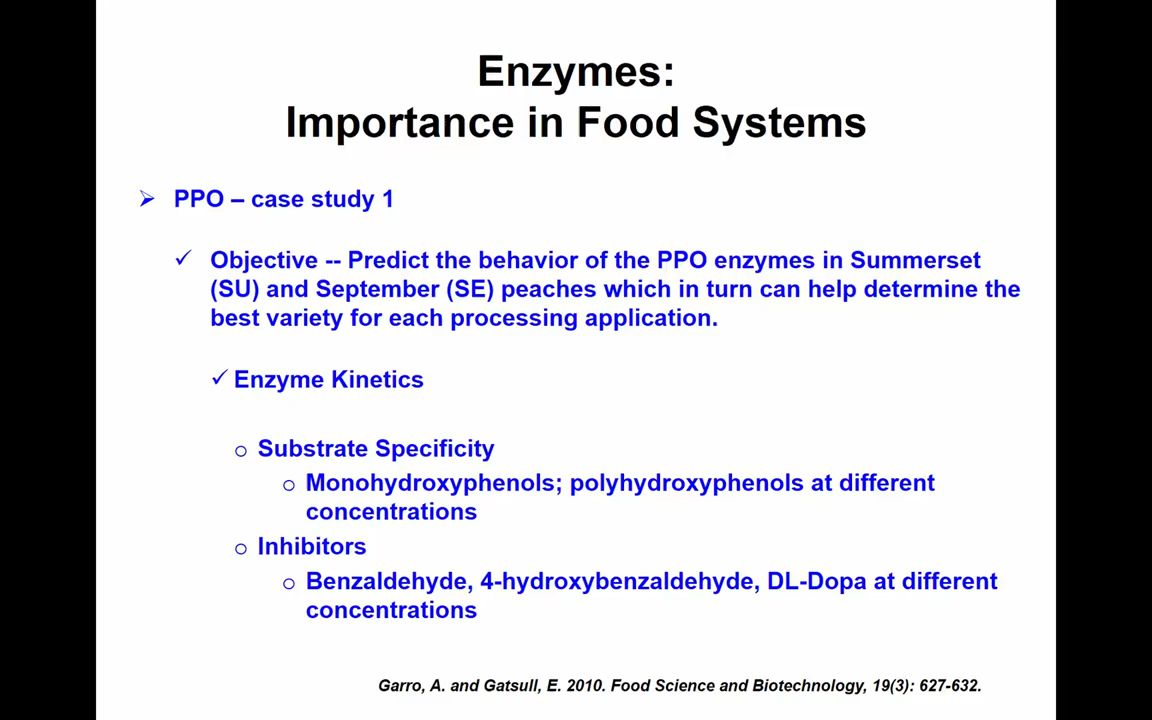 Enzymes:
Importance in Food Systems
PPO – case study 1
Objective -- Predict the behavior of the PPO enzymes in Summerset
(SU) and September (SE) peaches which in turn can help determine the
best variety for each processing application.
Enzyme Kinetics
Substrate Specificity
Monohydroxyphenols; polyhydroxyphenols at different
concentrations
Inhibitors
Benzaldehyde, 4-hydroxybenzaldehyde, DL-Dopa at different
concentrations
Garro, A. and Gatsull, E. 2010. Food Science and Biotechnology, 19(3): 627-632.